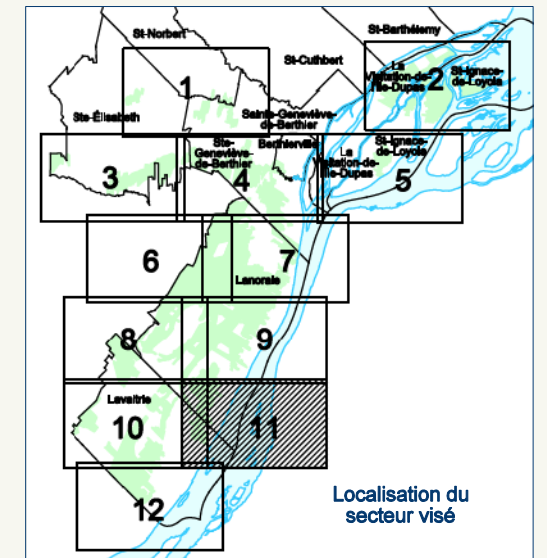 St-Norbert
St-Barthélemy
St-Cuthbert
1
La
Visitation-de-
l'Île-Dupas
2
St-Ignace-
de-Loyola
Ste-Élisabeth
Sainte-Geneviève-
de-Berthier
3
Ste-
Geneviève-
de-Berthier
4
Berthierville
La
Visitation-de-
l'Île-Dupas
St-Ignace-
de-Loyola
5
6
7
Lanoraie
8
9
Lavaltrie
10
11
12
Localisation du
secteur visé